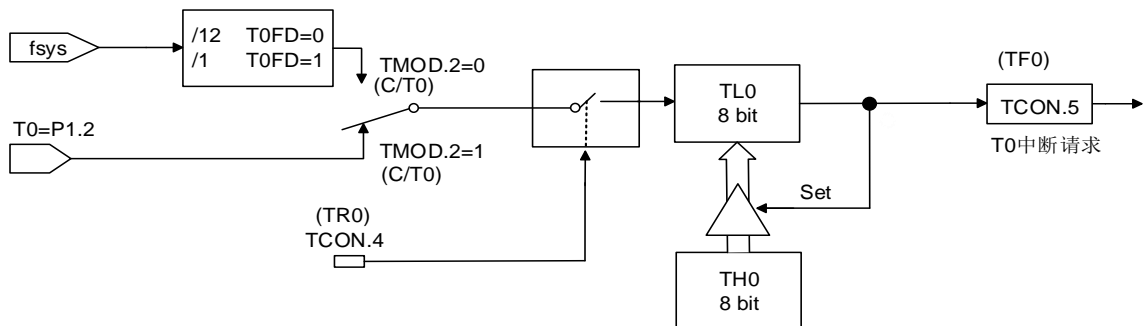 fsys
/12 T0FD=0
/1 T0FD=1
TMOD.2=0
(C/T0)
T0=P1.2
TMOD.2=1
(C/T0)
(TR0)
TCON.4
TL0
8 bit
Set
TH0
8 bit
(TF0)
TCON.5
T0中断请求